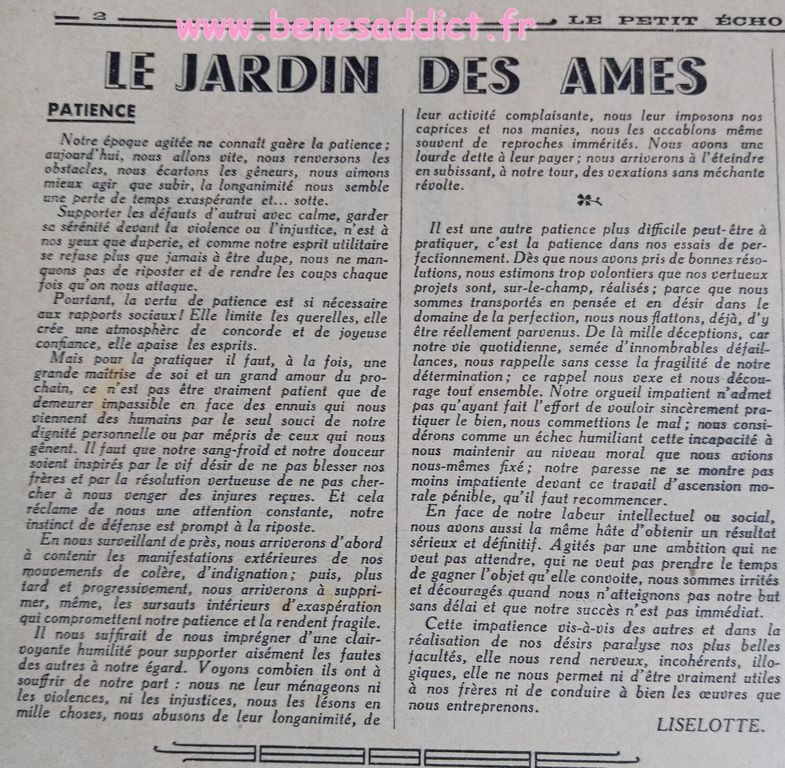 www.benesaddict.fr
2
LE PETIT ÉCHO
LE JARDIN DES AMES
PATIENCE
Notre époque agitée ne connaît guère la patience ;
aujourd'hui, nous allons vite, nous renversons les
obstacles, nous écartons les gêneurs, nous aimons
mieux agir que subir, la longanimité nous semble
une perte de temps exaspérante et... sotte.
Supporter les défauts d'autrui avec calme, garder
sa sérénité devant la violence ou l'injustice, n'est à
nos yeux que duperie, et comme notre esprit utilitaire
se refuse plus que jamais à être dupe, nous ne man-
quons pas de riposter et de rendre les coups chaque
fois qu'on nous attaque.
Pourtant, la vertu de patience est si nécessaire
aux rapports sociaux! Elle limite les querelles, elle
crée une atmosphère de concorde et de joyeuse
confiance, elle apaise les esprits.
Mais pour la pratiquer il faut, à la fois, une
grande maîtrise de soi et un grand amour du pro-
chain, ce n'est pas être vraiment patient que de
demeurer impassible en face des ennuis qui nous
viennent des humains par le seul souci de notre
dignité personnelle ou par mépris de ceux qui nous
gênent. Il faut que notre sang-froid et notre douceur
soient inspirés par le vif désir de ne pas blesser nos
frères et par la résolution vertueuse de ne pas cher-
cher à nous venger des injures reçues. Et cela
réclame de nous une attention constante, notre
instinct de défense est prompt à la riposte.
En nous surveillant de près, nous arriverons d'abord
à contenir les manifestations extérieures de nos
mouvements de colère, d'indignation ; puis, plus
tard et progressivement, nous arriverons à suppri-
mer, même, les sursauts intérieurs d'exaspération
qui compromettent notre patience et la rendent fragile.
Il nous suffirait de nous imprégner d'une clair-
voyante humilité pour supporter aisément les fautes
des autres à notre égard. Voyons combien ils ont à
souffrir de notre part : nous ne leur ménageons ni
les violences, ni les injustices, nous les lésons en
mille choses, nous abusons de leur longanimité, de
leur activité complaisante, nous leur imposons nos
caprices et nos manies, nous les accablons même
souvent de reproches immérités. Nous avons une
lourde dette à leur payer ; nous arriverons à l'éteindre
en subissant, à notre tour, des vexations sans méchante
révolte.
Il est une autre patience plus difficile peut-être à
pratiquer, c'est la patience dans nos essais de per-
fectionnement. Dès que nous avons pris de bonnes réso-
lutions, nous estimons trop volontiers que nos vertueux
projets sont, sur-le-champ, réalisés ; parce que nous
sommes transportés en pensée et en désir dans le
domaine de la perfection, nous nous flattons, déjà, d'y
être réellement parvenus. De là mille déceptions, car
notre vie quotidienne, semée d'innombrables défail-
lances, nous rappelle sans cesse la fragilité de notre
détermination ; ce rappel nous vexe et nous décou-
rage tout ensemble. Notre orgueil impatient n'admet
pas qu'ayant fait l'effort de vouloir sincèrement pra-
tiquer le bien, nous commettions le mal ; nous consi-
dérons comme un échec humiliant cette incapacité à
nous maintenir au niveau moral que nous avions
nous-mêmes fixé ; notre paresse ne se montre pas
moins impatiente devant ce travail d'ascension mo-
rale pénible, qu'il faut recommencer.
En face de notre labeur intellectuel ou social,
nous avons aussi la même hâte d'obtenir un résultat
sérieux et définitif. Agités par une ambition qui ne
veut pas attendre, qui ne veut pas prendre le temps
de gagner l'objet qu'elle convoite, nous sommes irrités
et découragés quand nous n'atteignons pas notre but
sans délai et que notre succès n'est pas immédiat.
Cette impatience vis-à-vis des autres et dans la
réalisation de nos désirs paralyse nos plus belles
facultés, elle nous rend nerveux, incohérents, illo-
giques, elle ne nous permet ni d'être vraiment utiles
à nos frères ni de conduire à bien les œuvres que
nous entreprenons.
LISELOTTE.